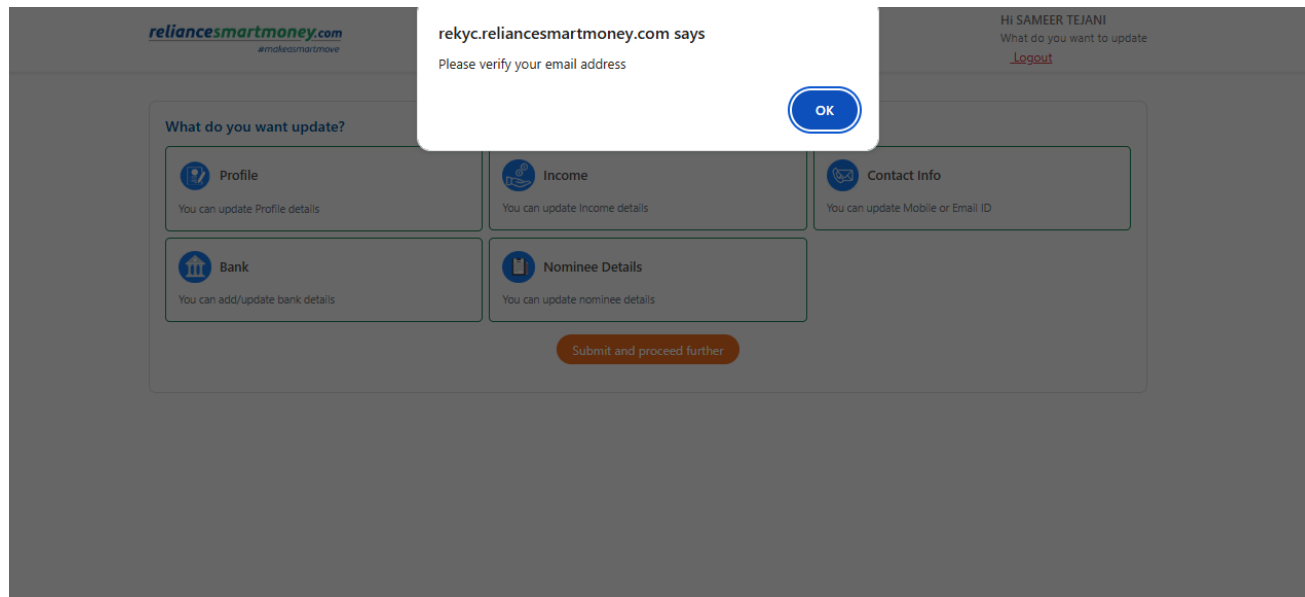 reliancesmartmoney.com
#makeasmartmove
rekyc.reliancesmartmoney.com says
Please verify your email address
OK
Hi SAMEER TEJANI
What do you want to update
Logout
What do you want update?
Profile
You can update Profile details
Income
You can update Income details
Contact Info
You can update Mobile or Email ID
Bank
You can add/update bank details
Nominee Details
You can update nominee details
Submit and proceed further